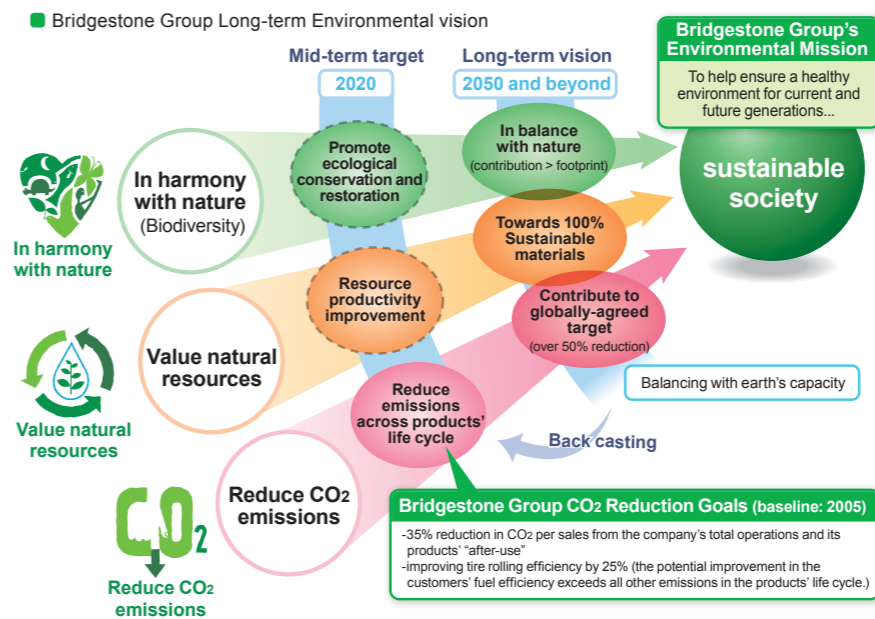 Bridgestone Group Long-term Environmental vision
Mid-term target
2020
Long-term vision
2050 and beyond
Bridgestone Group's
Environmental Mission
To help ensure a healthy
environment for current and
future generations...
sustainable
society
In harmony
with nature
In harmony
with nature
(Biodiversity)
Promote
ecological
conservation and
restoration
In balance
with nature
(contribution > footprint)
Value natural
resources
Value natural
resources
Resource
productivity
improvement
Towards 100%
Sustainable
materials
CO2
Reduce CO2
emissions
Reduce CO2
emissions
Reduce
emissions
across products'
life cycle
Contribute to
globally-agreed
target
(over 50% reduction)
Balancing with earth's capacity
Back casting
Bridgestone Group CO2 Reduction Goals (baseline: 2005)
-35% reduction in CO2 per sales from the company's total operations and its
products' "after-use"
-improving tire rolling efficiency by 25% (the potential improvement in the
customers' fuel efficiency exceeds all other emissions in the products' life cycle.)